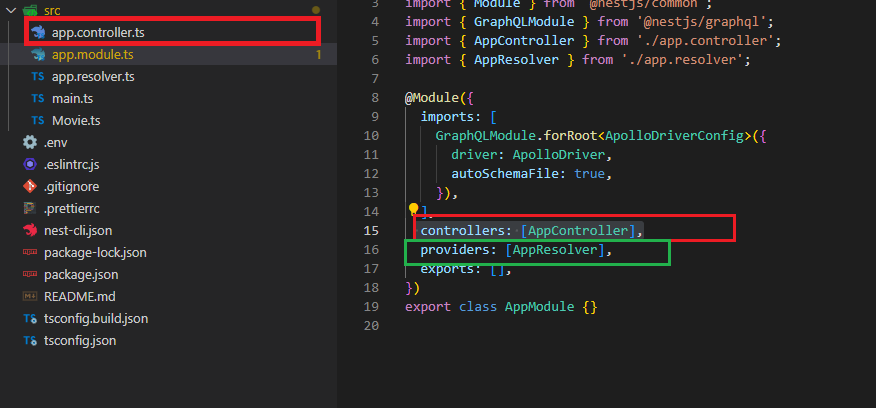 src
app.controller.ts
app.module.ts 1
TS app.resolver.ts
TS main.ts
TS Movie.ts
.env
.eslintrc.js
.gitignore
.prettierrc
nest-cli.json
package-lock.json
package.json
README.md
TS tsconfig.build.json
tsconfig.json
3 import { Module } from '@nestjs/common';
4 import { GraphQLModule } from '@nestjs/graphql';
5 import { AppController } from './app.controller';
6 import { AppResolver } from './app.resolver';
7
8 @Module({
9 imports: [
10 GraphQLModule.forRoot<ApolloDriverConfig>({
11 driver: ApolloDriver,
12 autoSchemaFile: true,
13 }),
14 ],
15 controllers: [AppController],
16 providers: [AppResolver],
17 exports: [],
18 })
19 export class AppModule {}
20